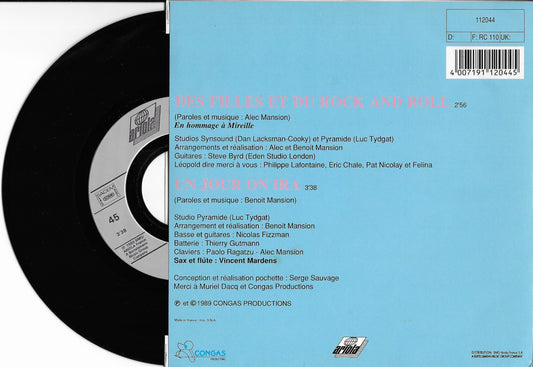 112044
D: F: RC 110 UK:
4 007191 120445
DES FILLES ET DU ROCK AND ROLL 2'56
(Paroles et musique : Alec Mansion)
En hommage à Mireille
Studios Synsound (Dan Lacksman-Cooky) et Pyramide (Luc Tydgat)
Arrangements et réalisation : Alec et Benoit Mansion
Guitares : Steve Byrd (Eden Studio London)
Léopold dire merci à vous : Philippe Lafontaine, Eric Chale, Pat Nicolay et Felina
UN JOUR ON IRA 3'38
(Paroles et musique : Benoit Mansion)
Studio Pyramide (Luc Tydgat)
Arrangement et réalisation : Benoit Mansion
Basse et guitares : Nicolas Fizzman
Batterie : Thierry Gutmann
Claviers : Paolo Ragatzu - Alec Mansion
Sax et flûte : Vincent Mardens
Conception et réalisation pochette : Serge Sauvage
Merci à Muriel Dacq et Congas Productions
℗ et © 1989 CONGAS PRODUCTIONS
CONGAS
ariola
ariola
45
3'38